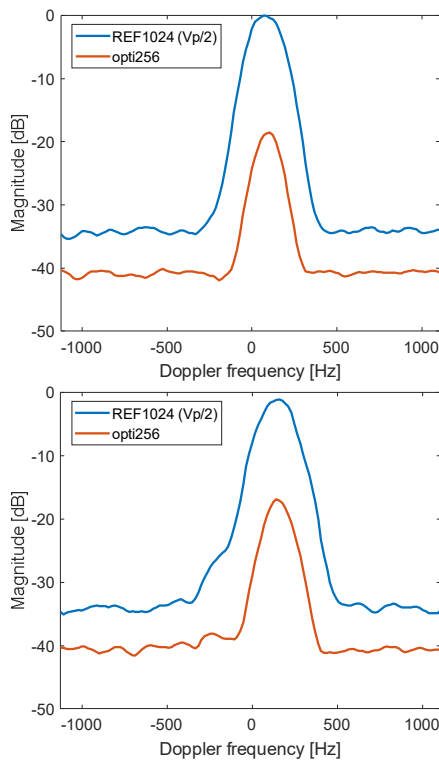 0
REF1024 (Vp/2)
opti256
-10
-20
-30
-40
-50
Magnitude [dB]
-1000 -500 0 500 1000
Doppler frequency [Hz]
0
REF1024 (Vp/2)
opti256
-10
-20
-30
-40
-50
Magnitude [dB]
-1000 -500 0 500 1000
Doppler frequency [Hz]